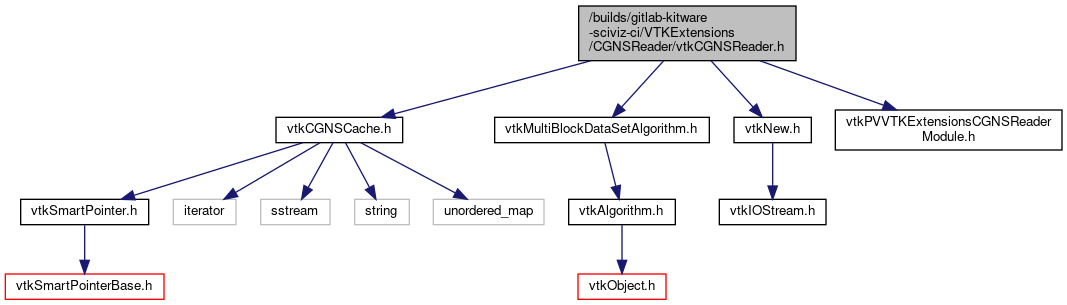 /builds/gitlab-kitware
-sciviz-ci/VTKExtensions
/CGNSReader/vtkCGNSReader.h
vtkCGNSCache.h
vtkMultiBlockDataSetAlgorithm.h
vtkNew.h
vtkPVVTKExtensionsCGNSReader
Module.h
vtkSmartPointer.h
iterator
sstream
string
unordered_map
vtkAlgorithm.h
vtkIOStream.h
vtkSmartPointerBase.h
vtkObject.h